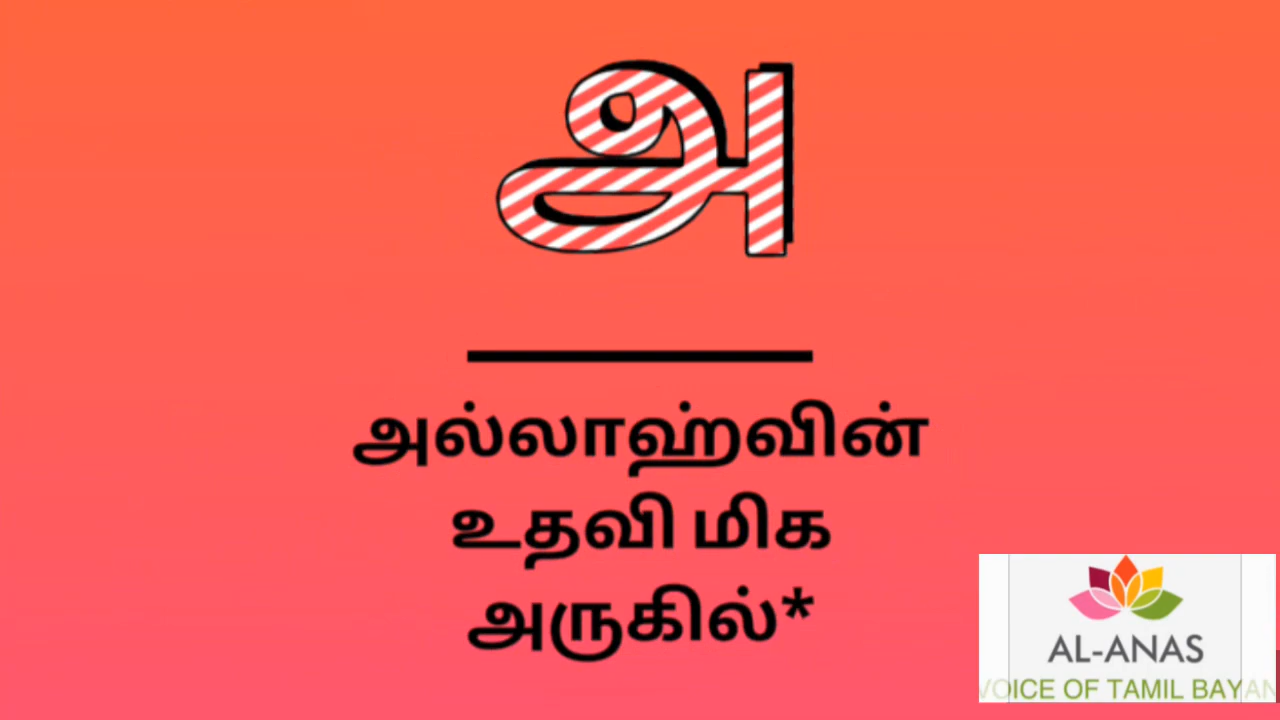 அ
அல்லாஹ்வின்
உதவி மிக
அருகில்*
AL-ANAS
VOICE OF TAMIL BAYAN